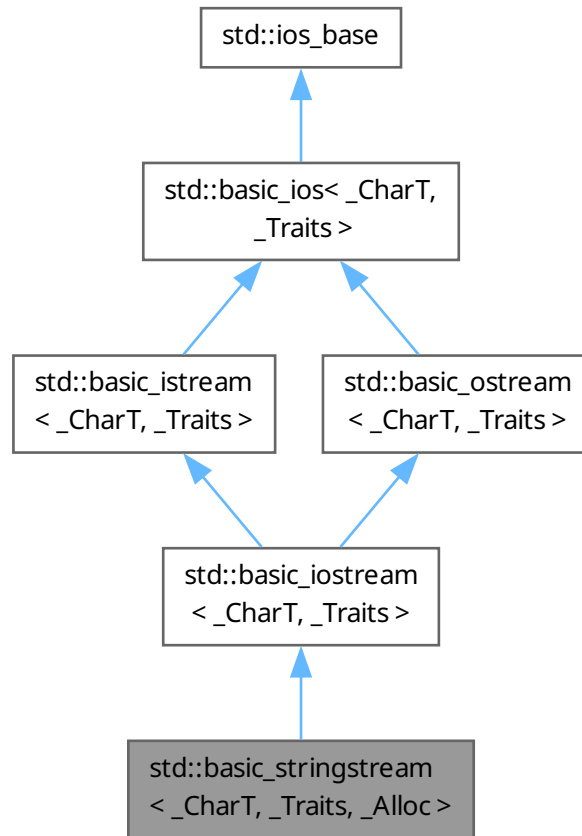 std::ios_base
std::basic_ios< _CharT,
_Traits >
std::basic_istream
< _CharT, _Traits >
std::basic_ostream
< _CharT, _Traits >
std::basic_iostream
< _CharT, _Traits >
std::basic_stringstream
< _CharT, _Traits, _Alloc >